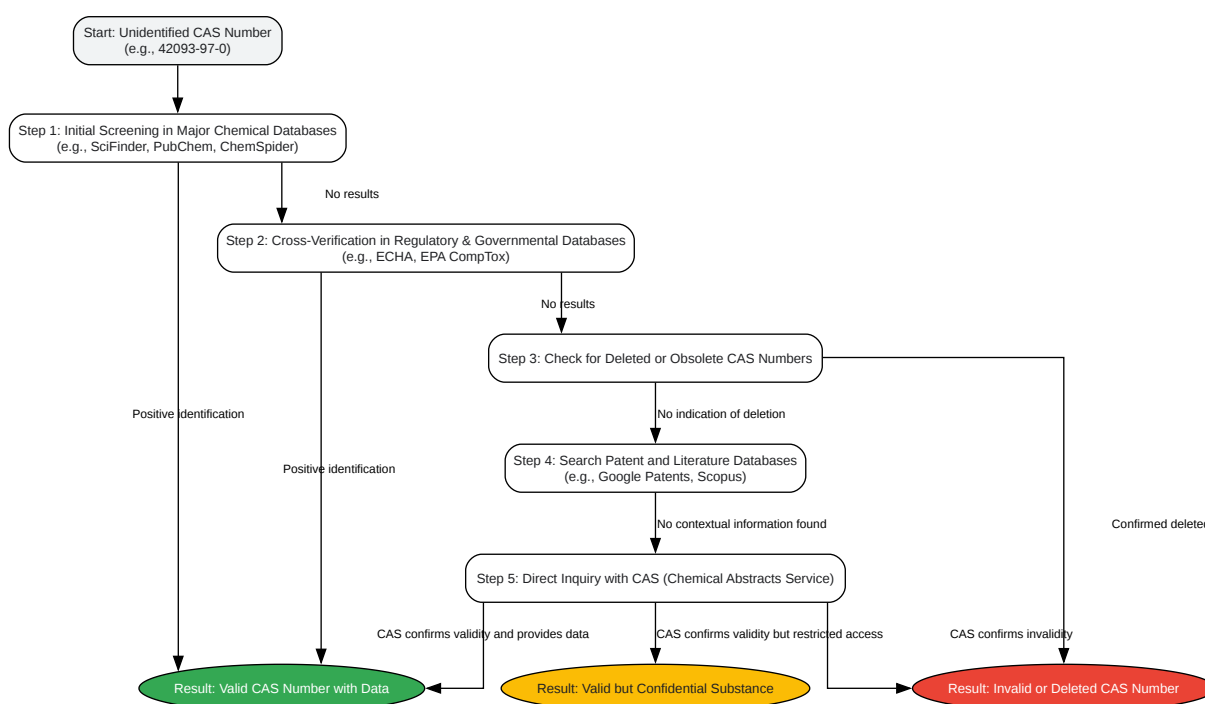 Start: Unidentified CAS Number
(e.g., 42093-97-0)
Step 1: Initial Screening in Major Chemical Databases
(e.g., SciFinder, PubChem, ChemSpider)
No results
Step 2: Cross-Verification in Regulatory & Governmental Databases
(e.g., ECHA, EPA CompTox)
No results
Step 3: Check for Deleted or Obsolete CAS Numbers
Positive identification
No indication of deletion
Step 4: Search Patent and Literature Databases
(e.g., Google Patents, Scopus)
Positive identification
No contextual information found
Confirmed deleted
Step 5: Direct Inquiry with CAS (Chemical Abstracts Service)
CAS confirms validity and provides data
CAS confirms validity but restricted access
CAS confirms invalidity
Result: Valid CAS Number with Data
Result: Valid but Confidential Substance
Result: Invalid or Deleted CAS Number